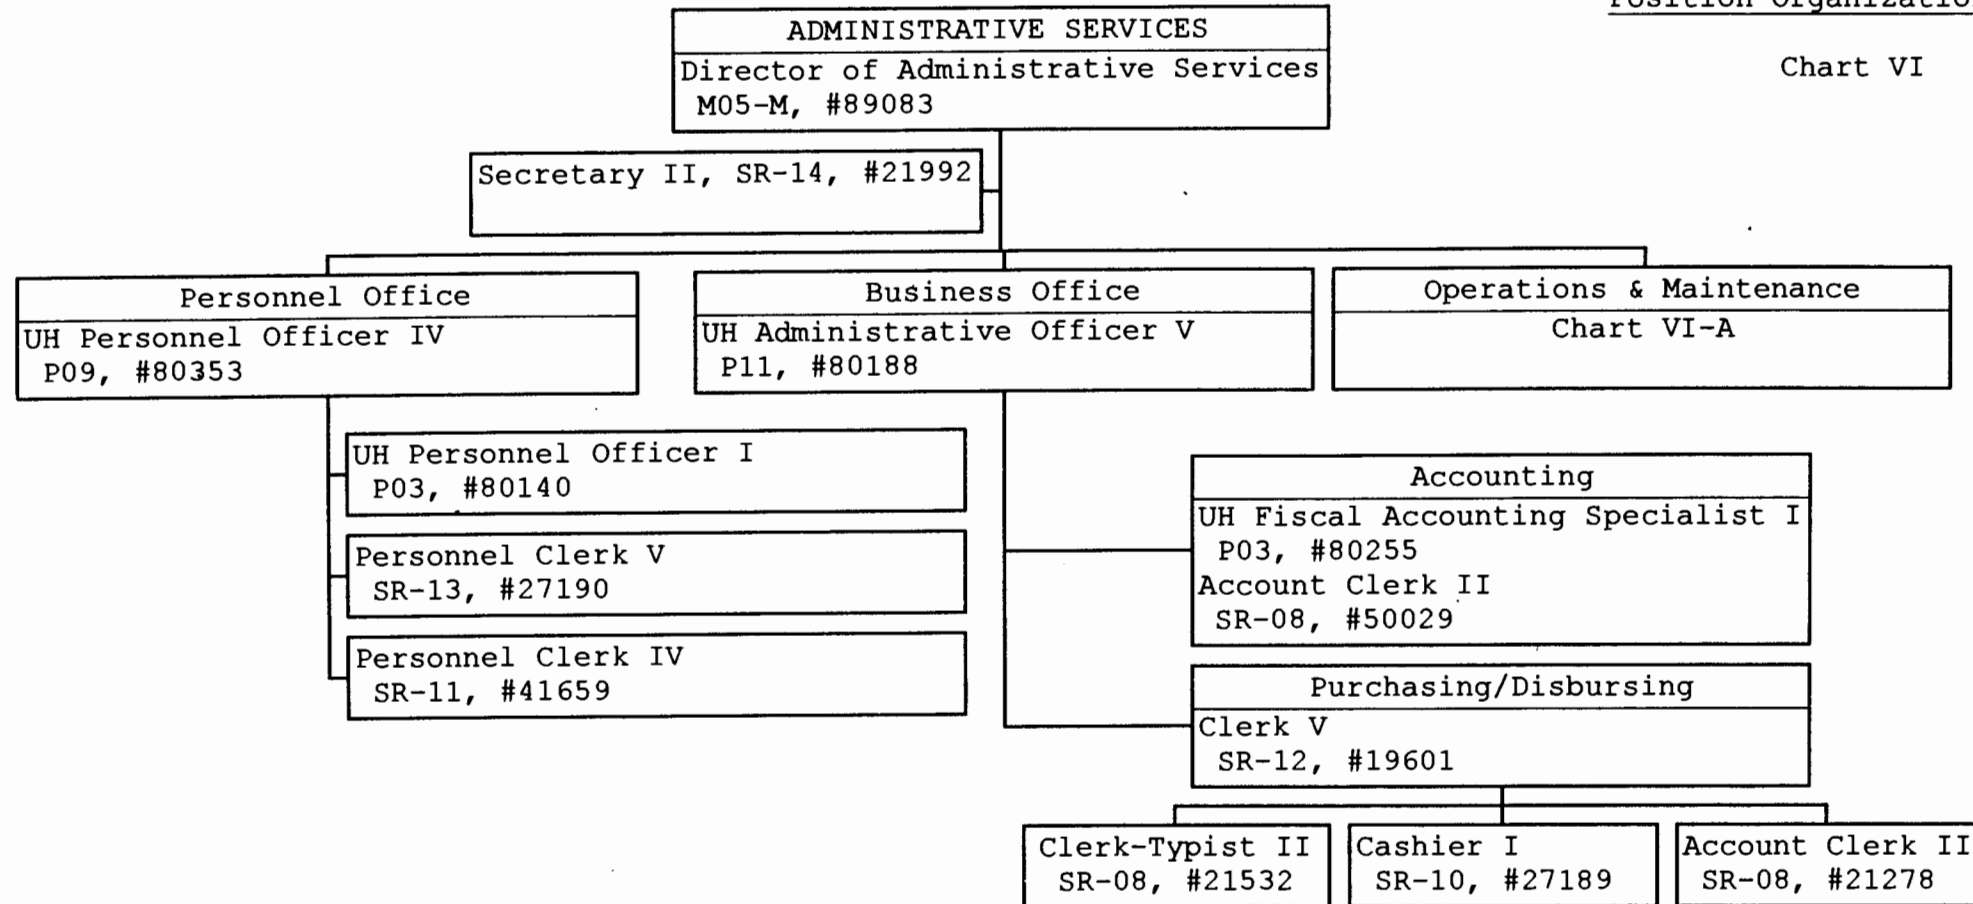 Position Organization
Chart VI
ADMINISTRATIVE SERVICES
Director of Administrative Services
M05-M, #89083
Secretary II, SR-14, #21992
Personnel Office
UH Personnel Officer IV
P09, #80353
Business Office
UH Administrative Officer V
P11, #80188
Operations & Maintenance
Chart VI-A
UH Personnel Officer I
P03, #80140
Personnel Clerk V
SR-13, #27190
Personnel Clerk IV
SR-11, #41659
Accounting
UH Fiscal Accounting Specialist I
P03, #80255
Account Clerk II
SR-08, #50029
Purchasing/Disbursing
Clerk V
SR-12, #19601
Clerk-Typist II
SR-08, #21532
Cashier I
SR-10, #27189
Account Clerk II
SR-08, #21278